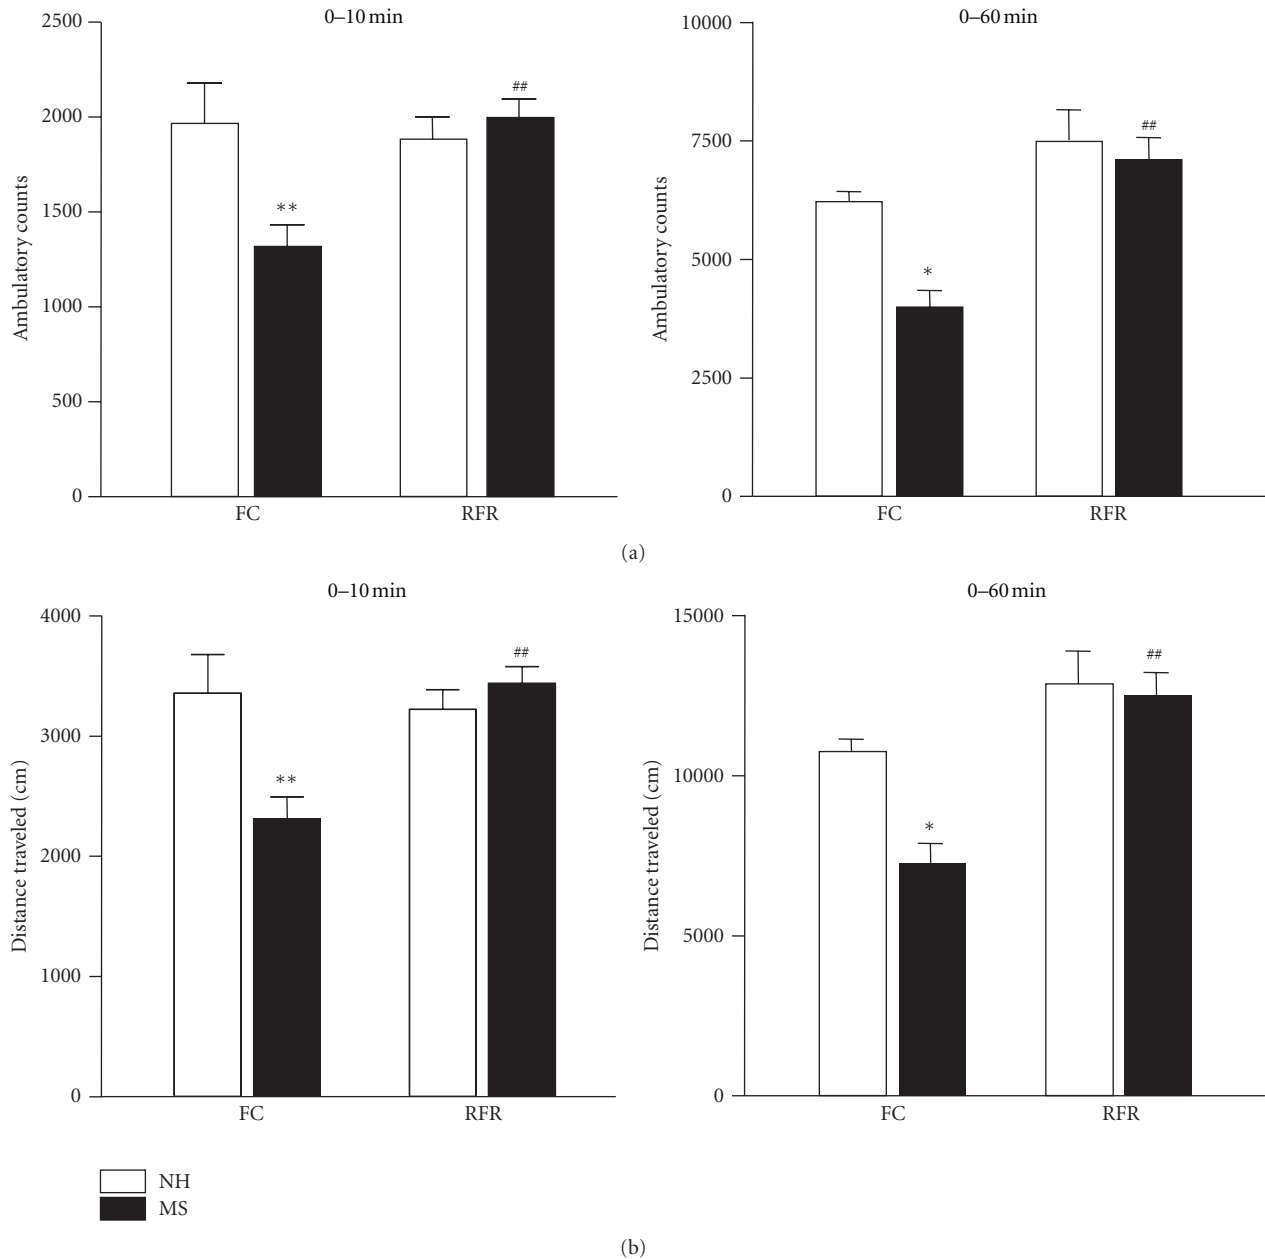 0–10 min
0–60 min
2500
2000
1500
1000
500
0
Ambulatory counts
**
##
FC
RFR
10000
7500
5000
2500
0
Ambulatory counts
*
##
FC
RFR
(a)
0–10 min
0–60 min
4000
3000
2000
1000
0
Distance traveled (cm)
**
##
FC
RFR
15000
10000
5000
0
Distance traveled (cm)
*
##
FC
RFR
NH
MS
(b)